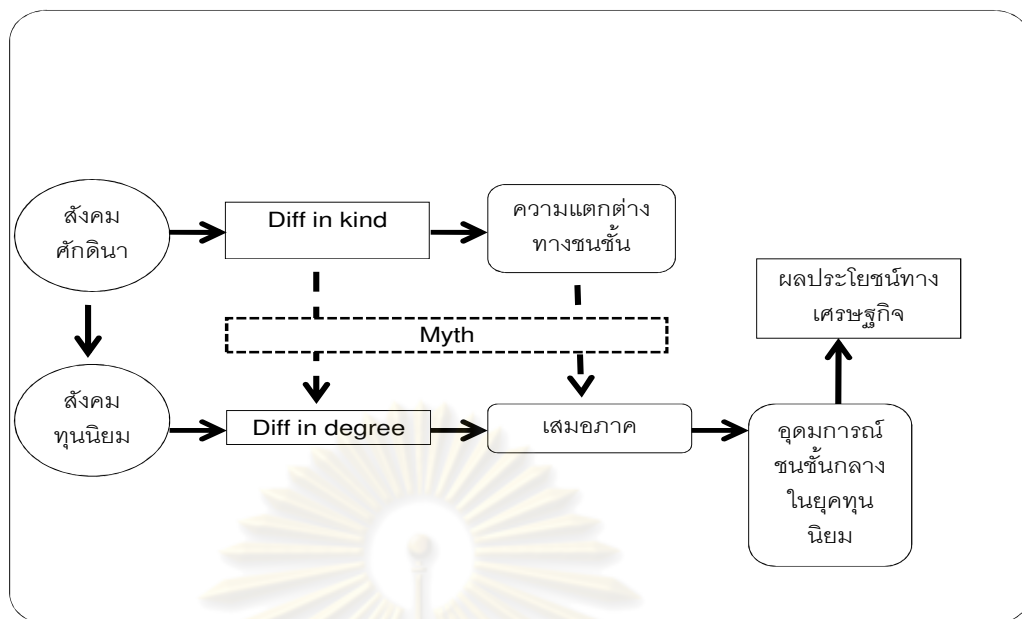 สังคม
ศักดินา
Diff in kind
ความแตกต่าง
ทางชนชั้น
ผลประโยชน์ทาง
เศรษฐกิจ
Myth
สังคม
ทุนนิยม
Diff in degree
เสมอภาค
อุดมการณ์
ชนชั้นกลาง
ในยุคทุน
นิยม